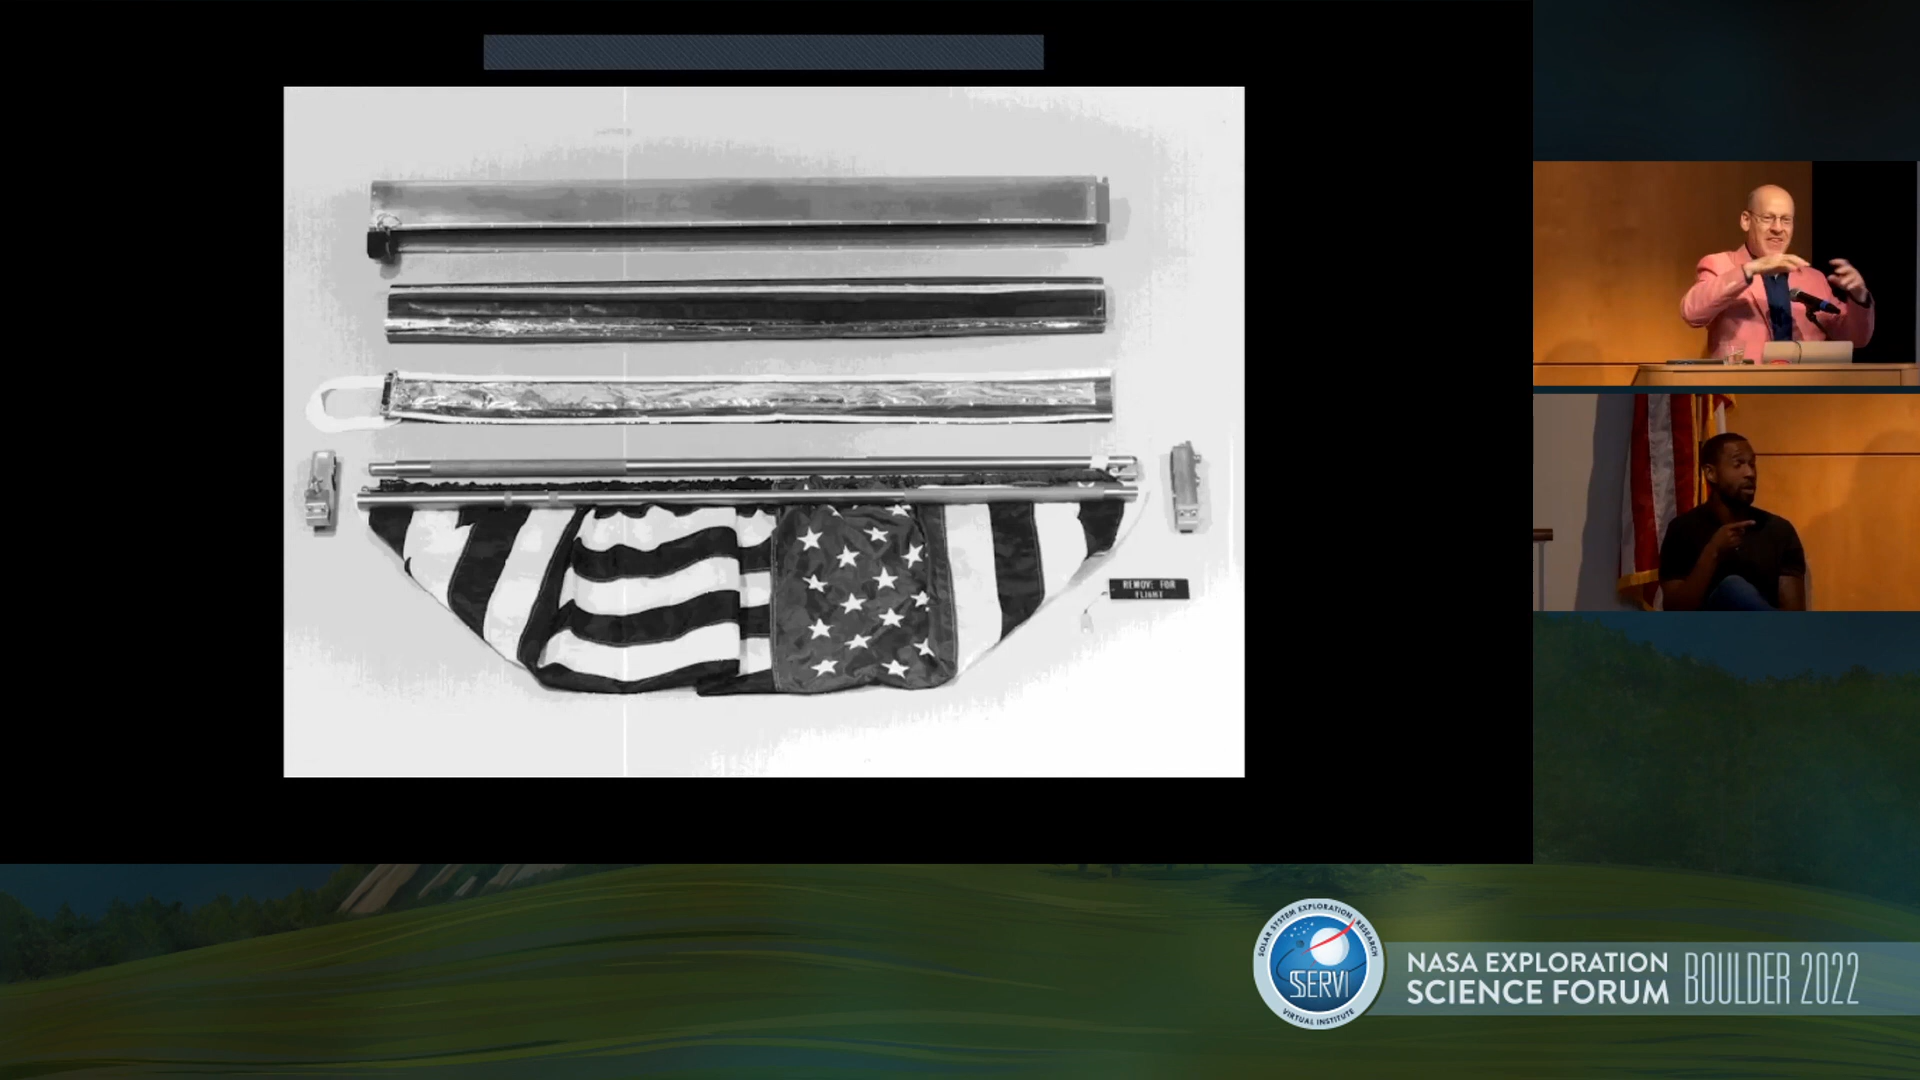 REMOVE FOR
FLIGHT
SOLAR SYSTEM EXPLORATION RESEARCH
SSERVI
VIRTUAL INSTITUTE
NASA EXPLORATION
SCIENCE FORUM
BOULDER 2022